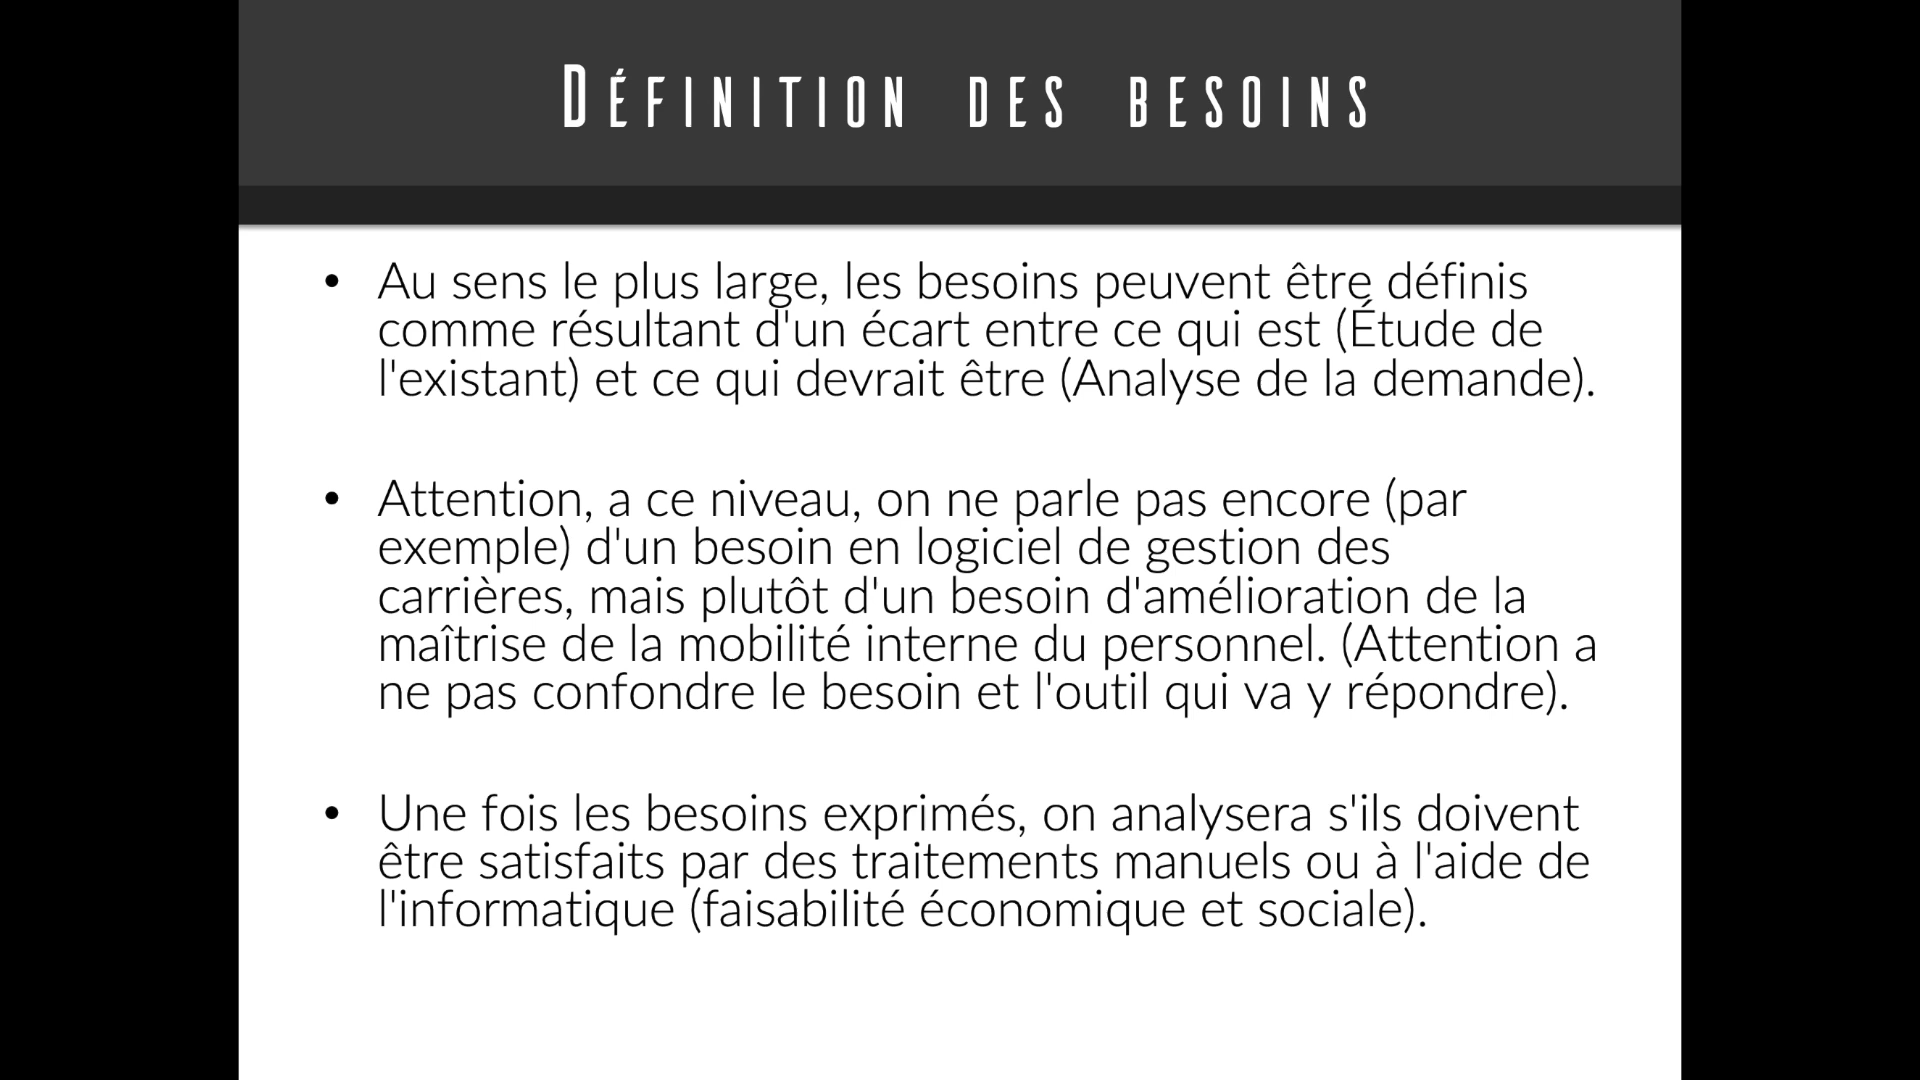 Définition des besoins
• Au sens le plus large, les besoins peuvent être définis
comme résultant d'un écart entre ce qui est (Étude de
l'existant) et ce qui devrait être (Analyse de la demande).
• Attention, a ce niveau, on ne parle pas encore (par
exemple) d'un besoin en logiciel de gestion des
carrières, mais plutôt d'un besoin d'amélioration de la
maîtrise de la mobilité interne du personnel. (Attention a
ne pas confondre le besoin et l'outil qui va y répondre).
• Une fois les besoins exprimés, on analysera s'ils doivent
être satisfaits par des traitements manuels ou à l'aide de
l'informatique (faisabilité économique et sociale).